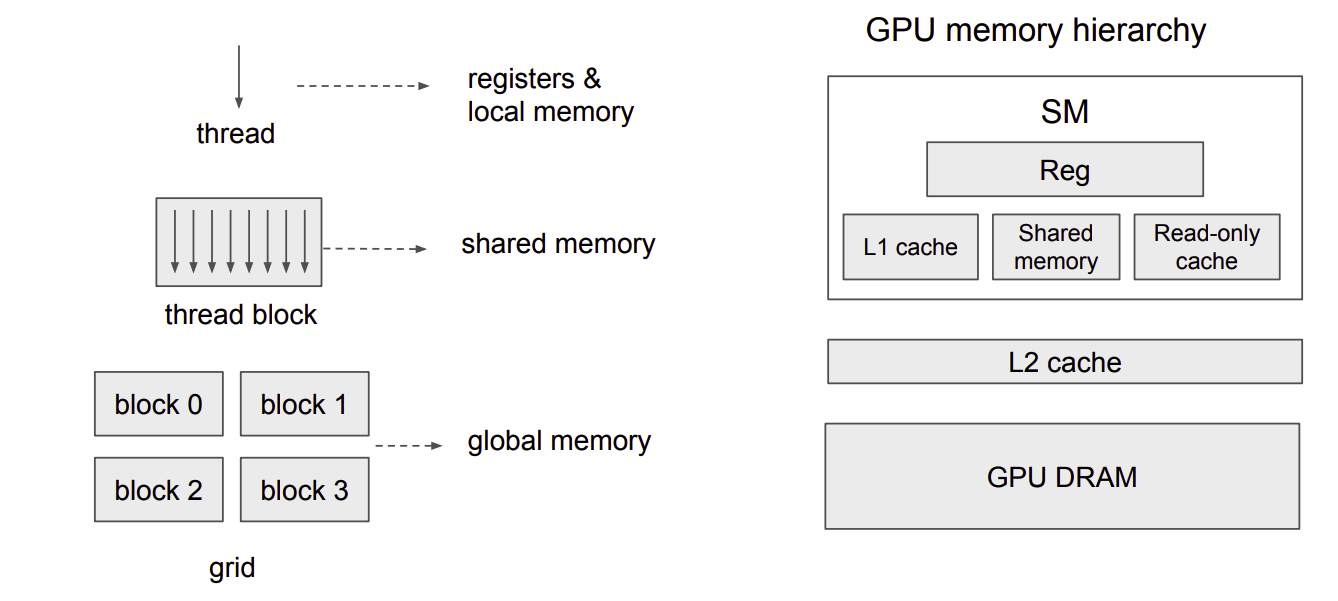 registers &
local memory
thread
shared memory
thread block
block 0
block 1
global memory
block 2
block 3
grid
GPU memory hierarchy
SM
Reg
L1 cache
Shared
memory
Read-only
cache
L2 cache
GPU DRAM